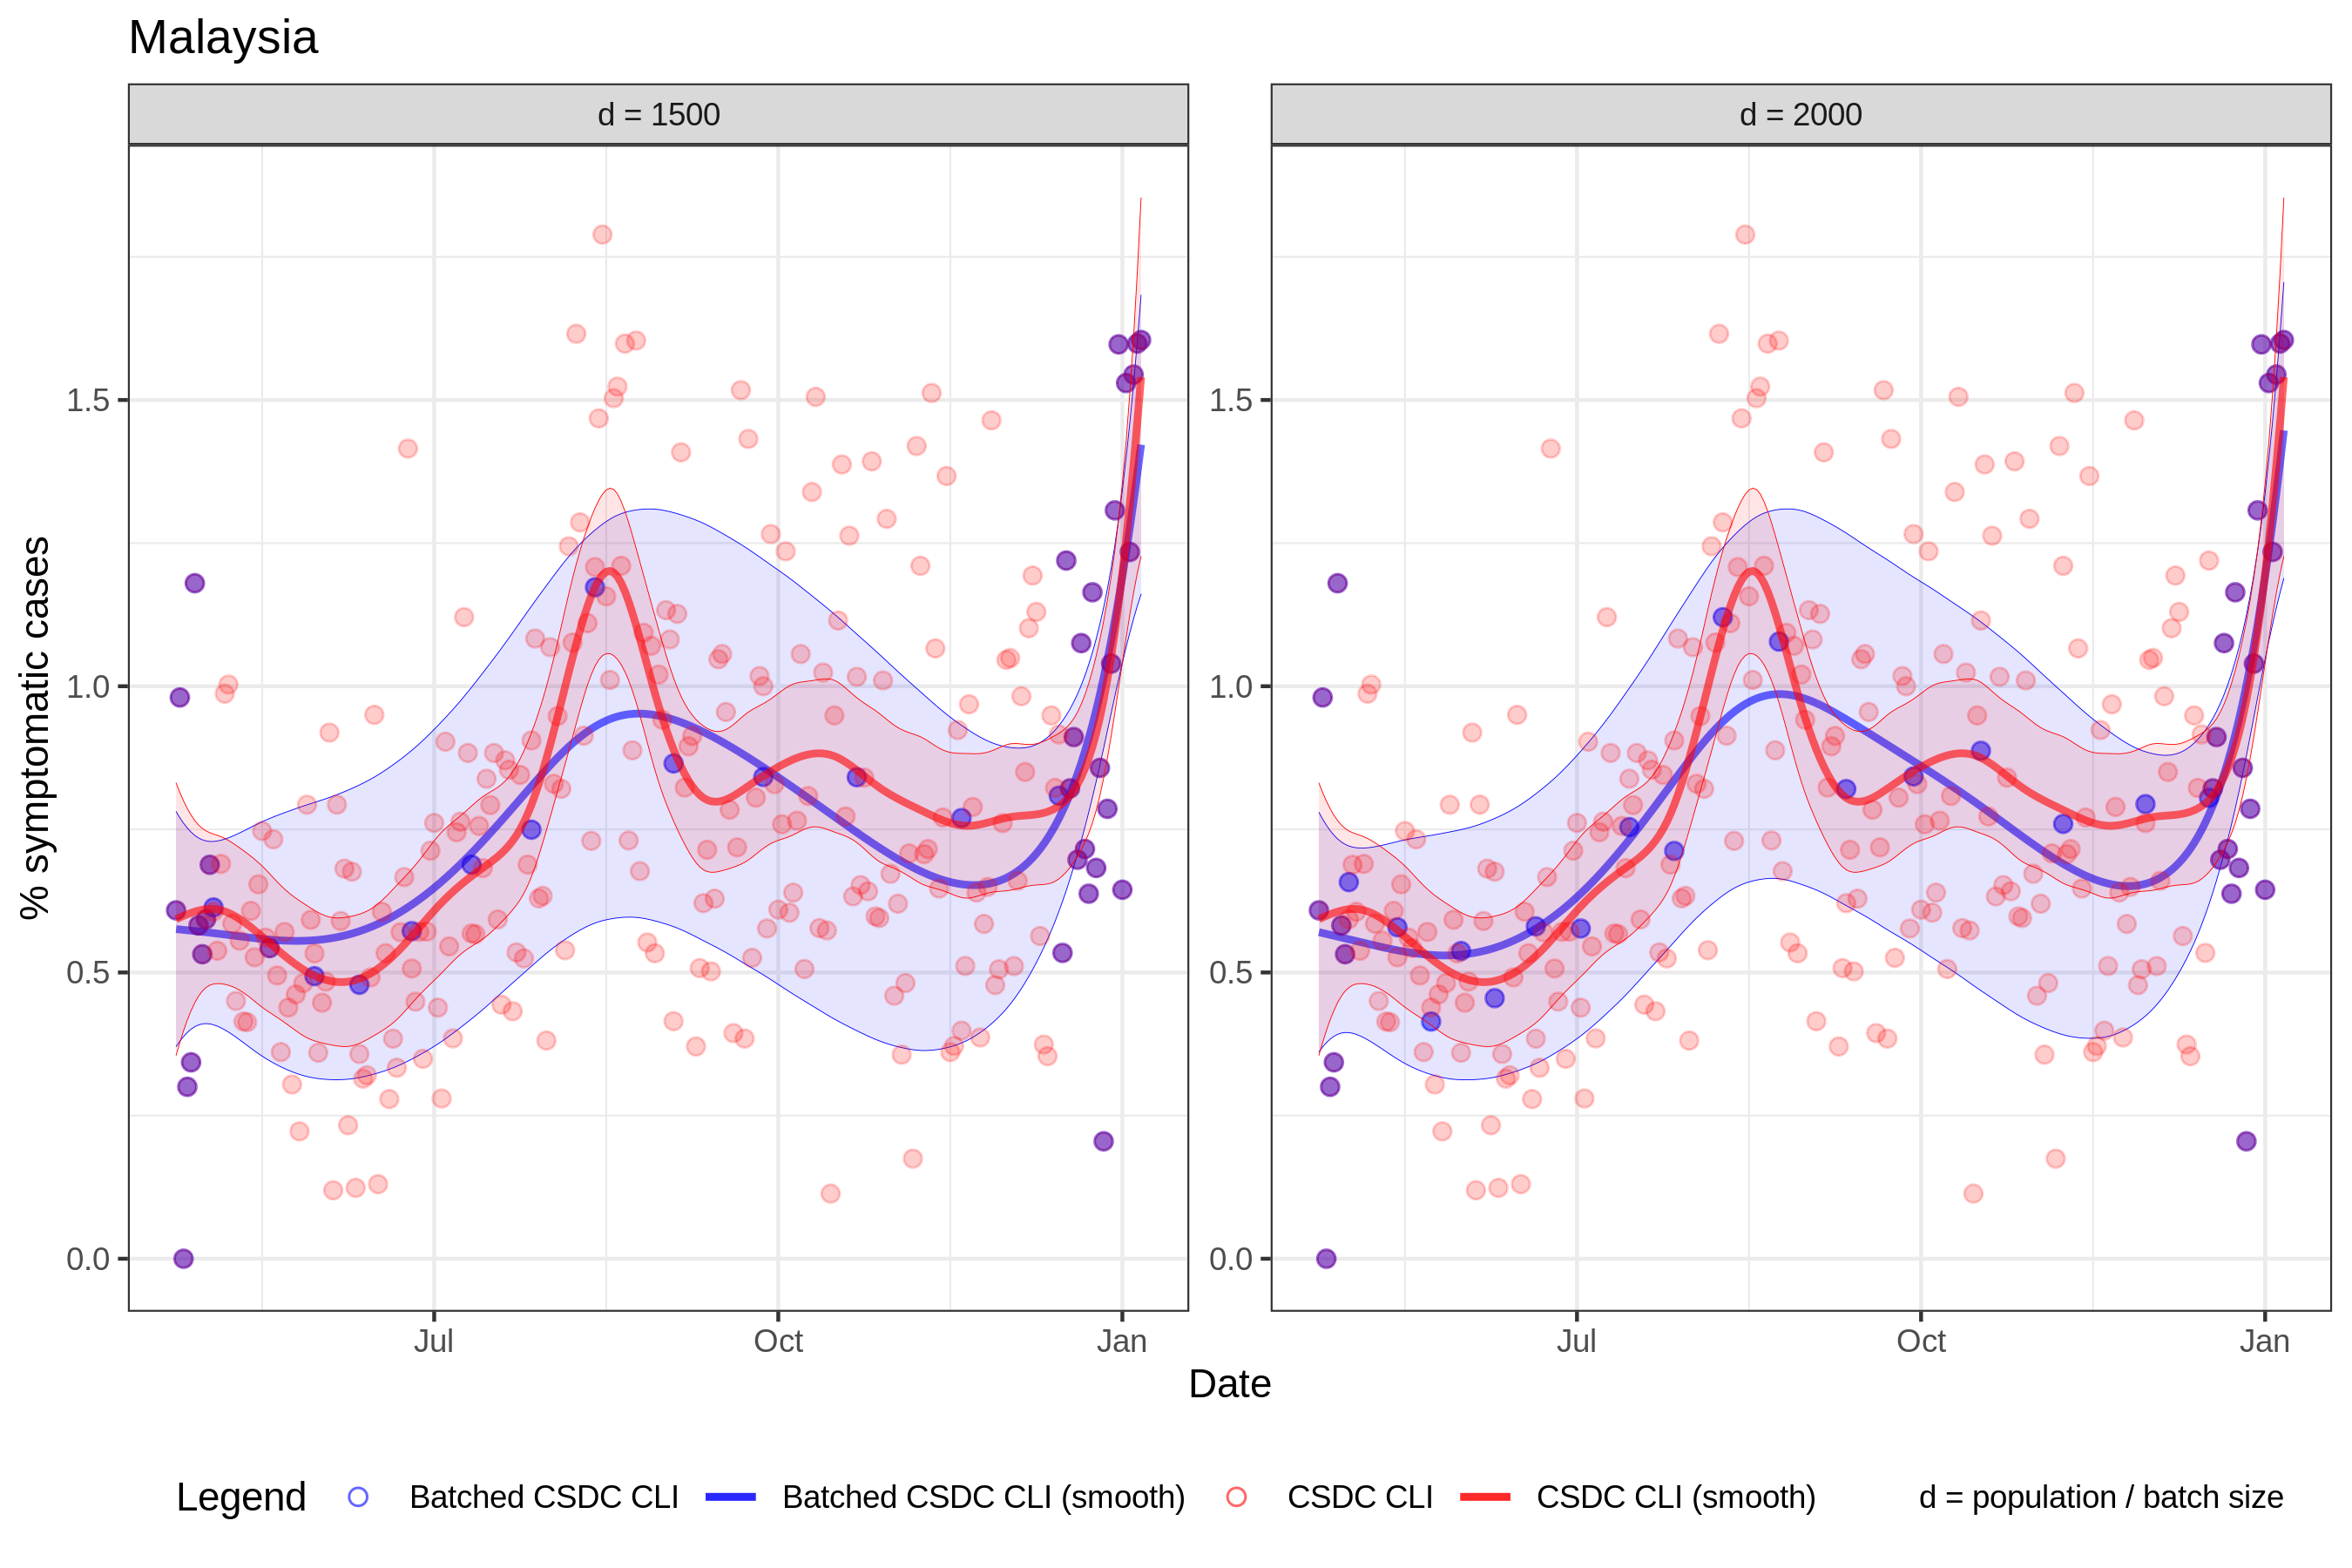 Malaysia
d = 1500
d = 2000
% symptomatic cases
1.5
1.0
0.5
0.0
1.5
1.0
0.5
0.0
Jul
Oct
Jan
Jul
Oct
Jan
Date
Legend
Batched CSDC CLI
Batched CSDC CLI (smooth)
CSDC CLI
CSDC CLI (smooth)
d = population / batch size